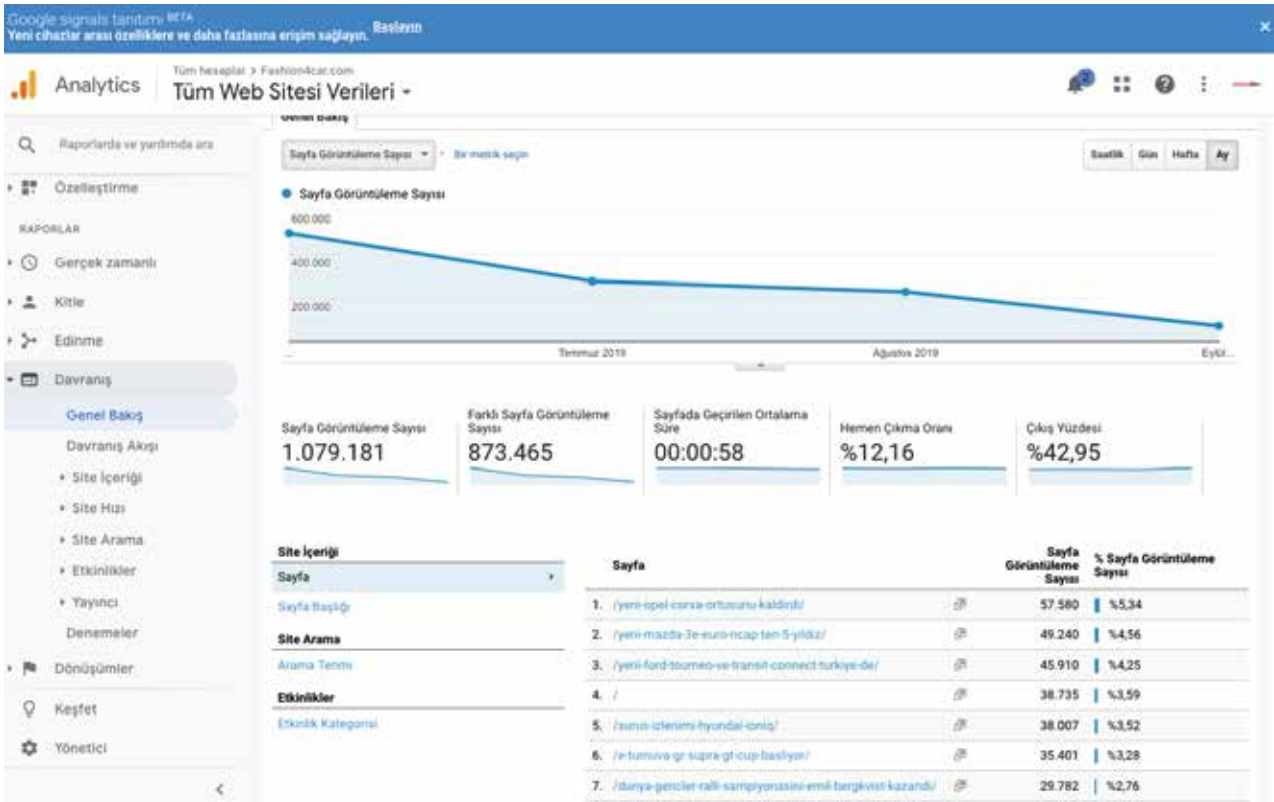 Google signals tanıtımı BETA
Yeni cihazlar arası özelliklere ve daha fazlasına erişim sağlayın. Başlayın
Analytics
Tüm hesaplar > Fashion4car.com
Tüm Web Sitesi Verileri
2
Genel Bakış
Raporlarda ve yardımda ara
Özelleştirme
RAPORLAR
Gerçek zamanlı
Kitle
Edinme
Davranış
Genel Bakış
Davranış Akışı
Site İçeriği
Site Hızı
Site Arama
Etkinlikler
Yayıncı
Denemeler
Dönüşümler
Keşfet
Yönetici
Sayfa Görüntüleme Sayısı
Bir metrik seçin
Saatlik Gün Hafta Ay
Sayfa Görüntüleme Sayısı
600.000
400.000
200.000
... Temmuz 2019 Ağustos 2019 Eylül...
Sayfa Görüntüleme Sayısı
1.079.181
Farklı Sayfa Görüntüleme
Sayısı
873.465
Sayfada Geçirilen Ortalama
Süre
00:00:58
Hemen Çıkma Oranı
%12,16
Çıkış Yüzdesi
%42,95
Site İçeriği
Sayfa
Sayfa Başlığı
Site Arama
Arama Terimi
Etkinlikler
Etkinlik Kategorisi
Sayfa
Sayfa
Görüntüleme
Sayısı
% Sayfa Görüntüleme
Sayısı
1. /yeni-opel-corsa-ortusunu-kaldirdi/ 57.580 %5,34
2. /yeni-mazda-3e-euro-ncap-ten-5-yildiz/ 49.240 %4,56
3. /yeni-ford-tourneo-ve-transit-connect-turkiye-de/ 45.910 %4,25
4. / 38.735 %3,59
5. /surus-izlenimi-hyundai-ioniq/ 38.007 %3,52
6. /e-turnuva-gr-supra-gt-cup-basliyor/ 35.401 %3,28
7. /dunya-gencler-ralli-sampiyonasini-emil-bergkvist-kazandi/ 29.782 %2,76